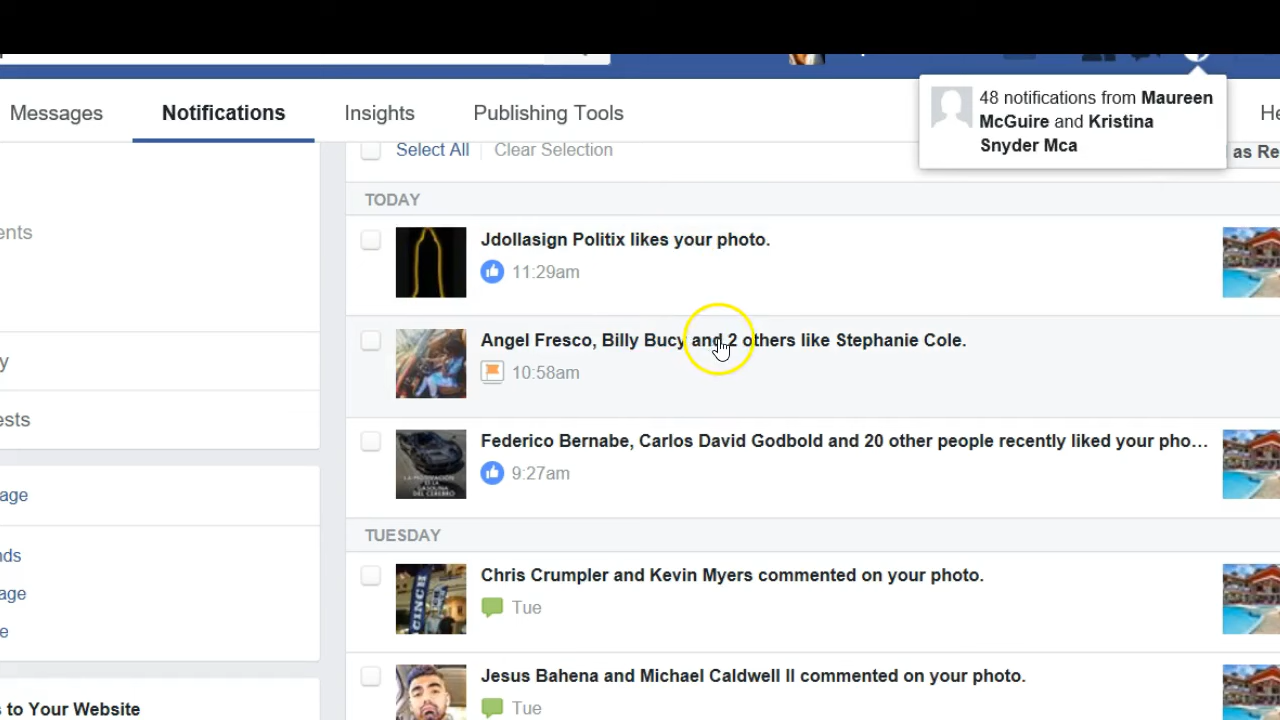 48 notifications from Maureen
McGuire and Kristina
Snyder Mca
Messages
Notifications
Insights
Publishing Tools
He
Select All
Clear Selection
as Re
TODAY
ents
Jdollasign Politix likes your photo.
11:29am
Angel Fresco, Billy Bucy and 2 others like Stephanie Cole.
y
10:58am
ests
Federico Bernabe, Carlos David Godbold and 20 other people recently liked your pho...
9:27am
age
TUESDAY
nds
Chris Crumpler and Kevin Myers commented on your photo.
age
Tue
e
Jesus Bahena and Michael Caldwell II commented on your photo.
Tue
s to Your Website